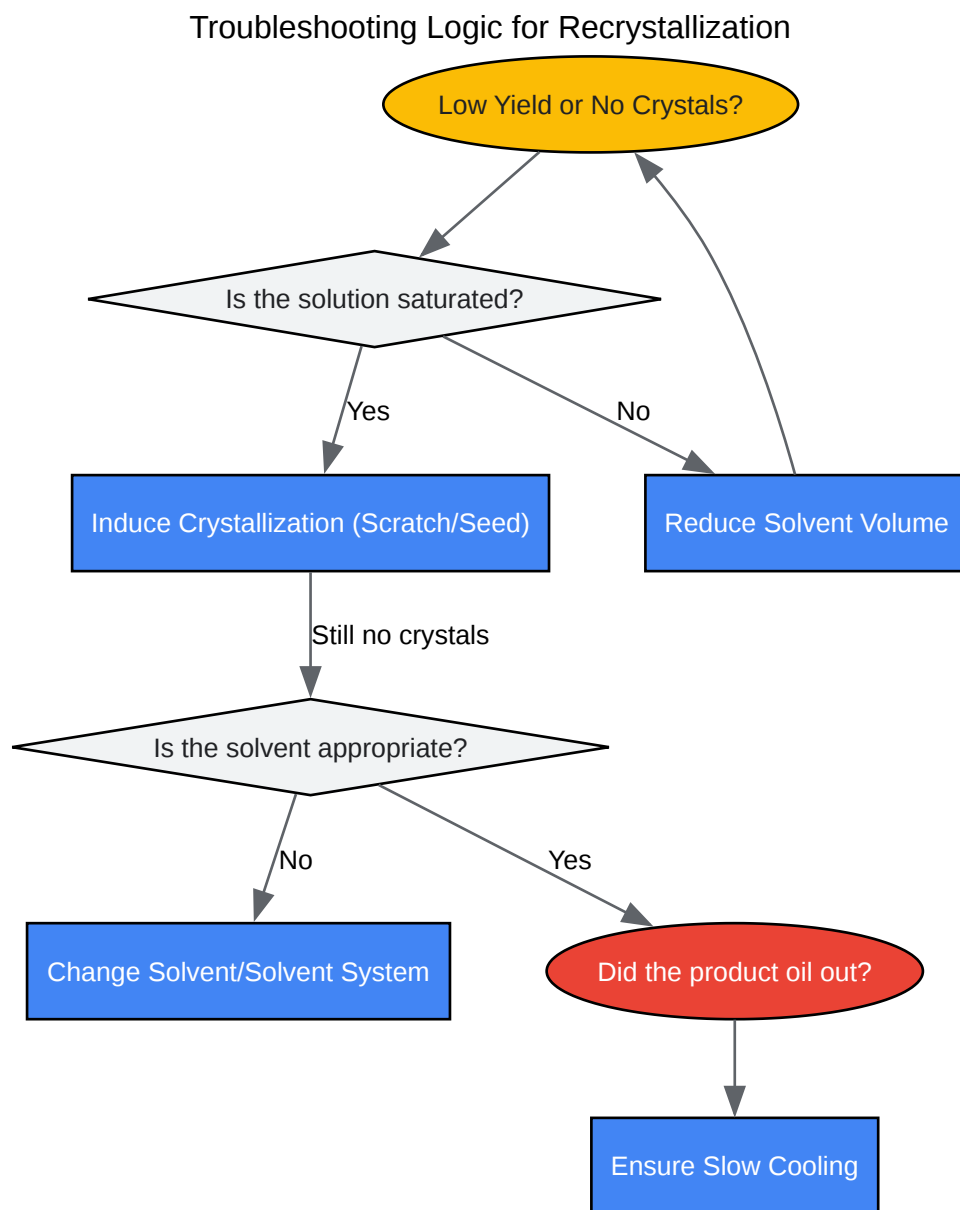 Troubleshooting Logic for Recrystallization
Low Yield or No Crystals?
Is the solution saturated?
Yes
No
Induce Crystallization (Scratch/Seed)
Reduce Solvent Volume
Still no crystals
Is the solvent appropriate?
No
Yes
Change Solvent/Solvent System
Did the product oil out?
Ensure Slow Cooling